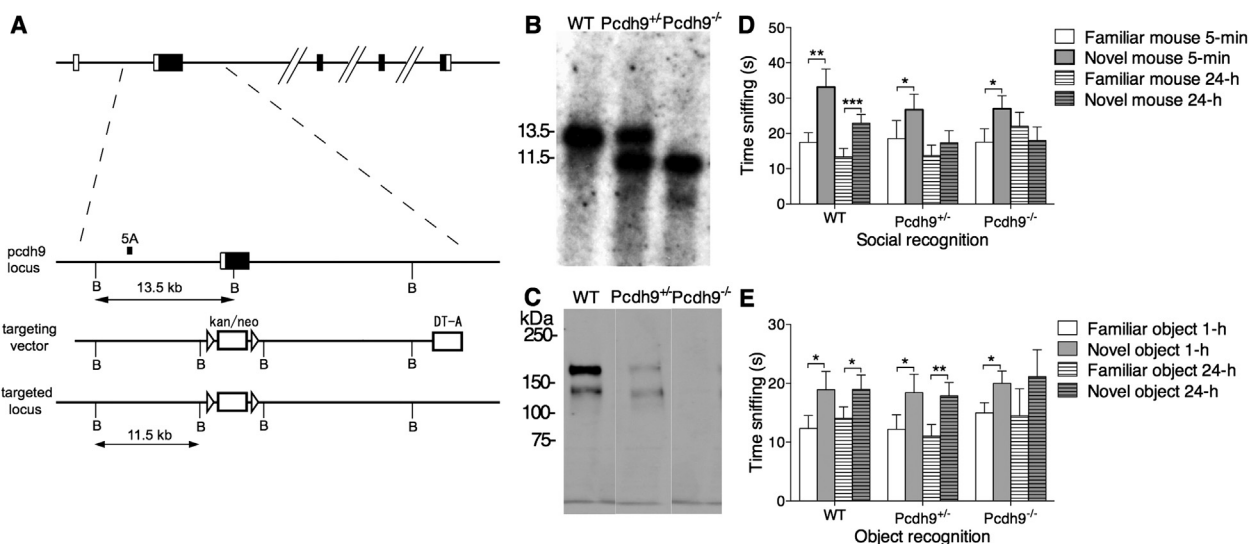 A
5A
pcdh9
locus
B B B
13.5 kb
targeting
vector
kan/neo
DT-A
B B B B
targeted
locus
B B B B
11.5 kb
B
WT Pcdh9+/- Pcdh9-/-
13.5-
11.5-
C
WT Pcdh9+/- Pcdh9-/-
kDa
250-
150-
100-
75-
D
Time sniffing (s)
50
40
30
20
10
0
** *** * *
WT Pcdh9+/- Pcdh9-/-
Social recognition
Familiar mouse 5-min
Novel mouse 5-min
Familiar mouse 24-h
Novel mouse 24-h
E
Time sniffing (s)
30
20
10
0
* * * ** *
WT Pcdh9+/- Pcdh9-/-
Object recognition
Familiar object 1-h
Novel object 1-h
Familiar object 24-h
Novel object 24-h